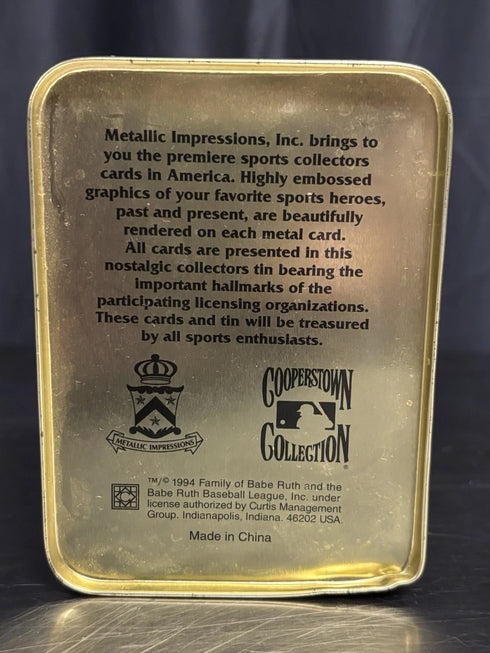 Metallic Impressions, Inc. brings to
you the premiere sports collectors
cards in America. Highly embossed
graphics of your favorite sports heroes,
past and present, are beautifully
rendered on each metal card.
All cards are presented in this
nostalgic collectors tin bearing the
important hallmarks of the
participating licensing organizations.
These cards and tin will be treasured
by all sports enthusiasts.
METALLIC IMPRESSIONS
COOPERSTOWN
COLLECTION®
™/© 1994 Family of Babe Ruth and the
Babe Ruth Baseball League, Inc. under
license authorized by Curtis Management
Group. Indianapolis, Indiana. 46202 USA.
Made in China